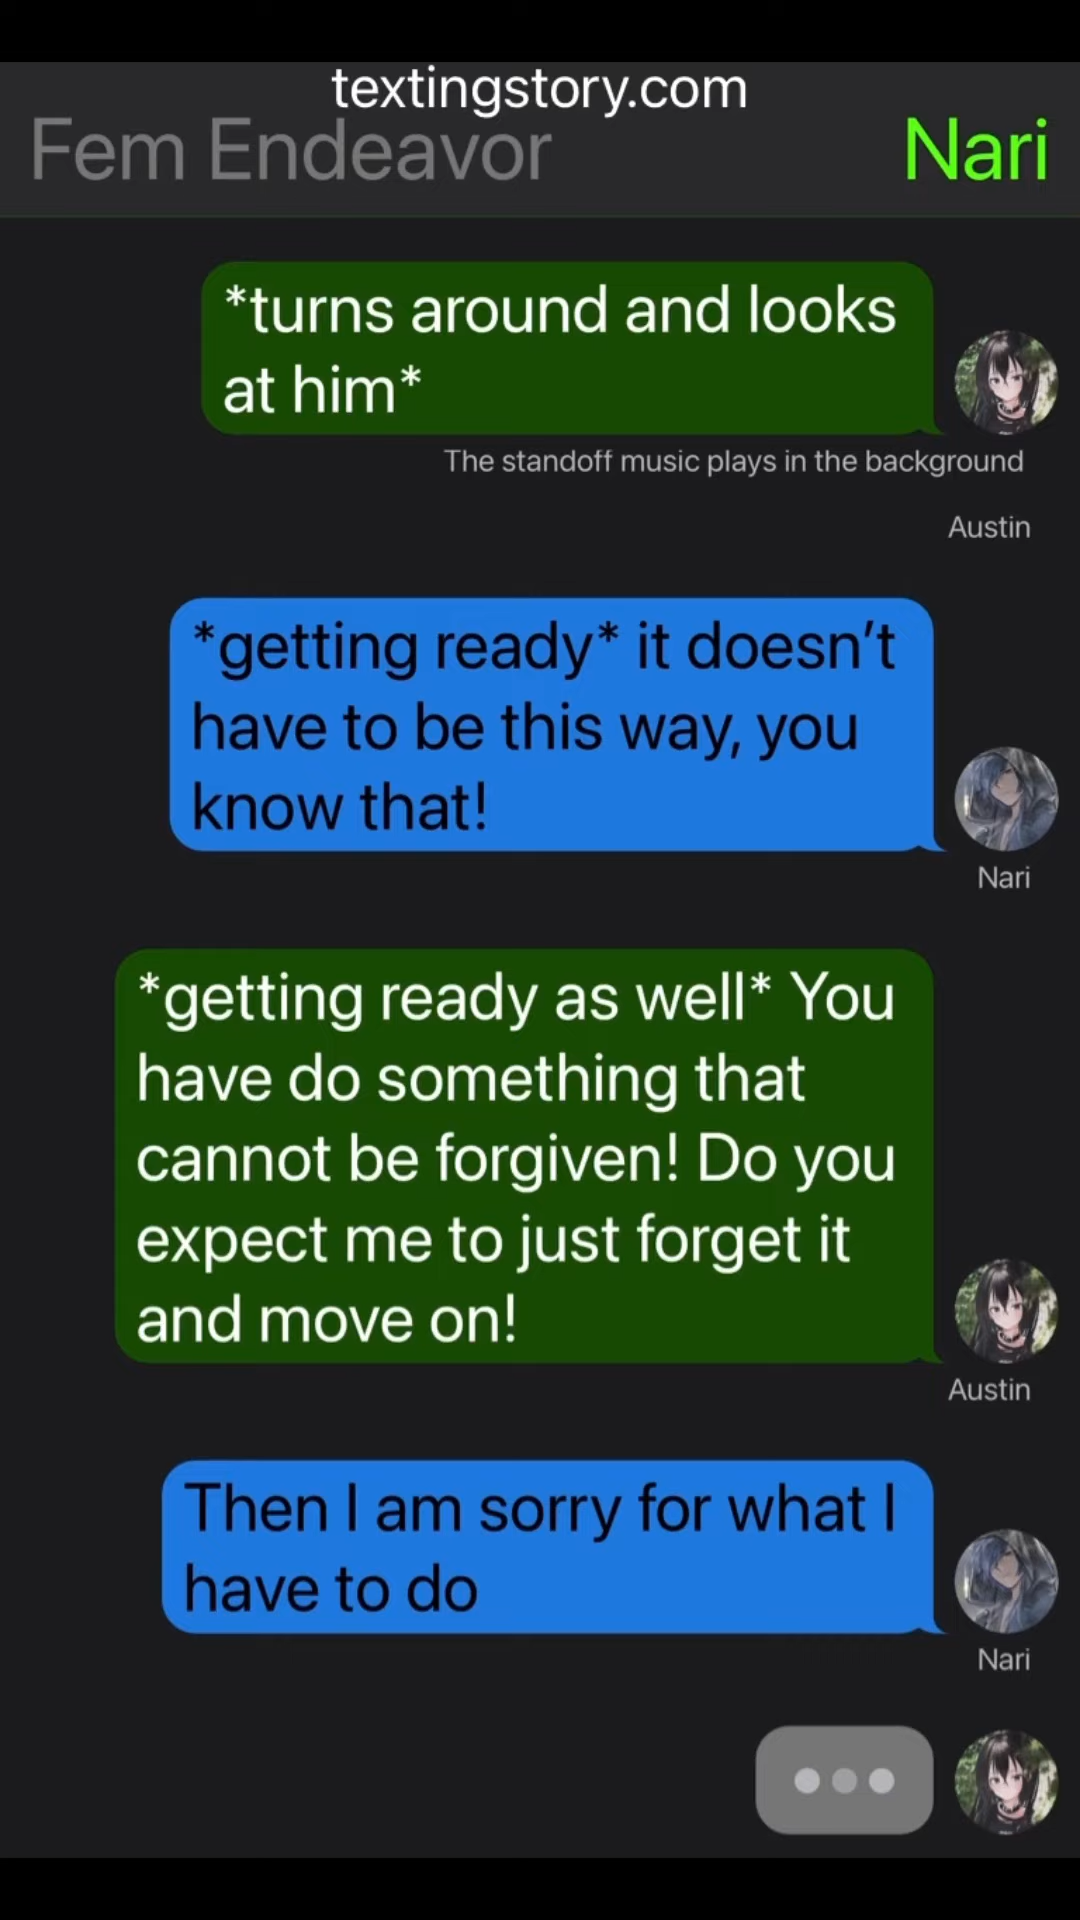 textingstory.com
Fem Endeavor
Nari
*turns around and looks
at him*
The standoff music plays in the background
Austin
*getting ready* it doesn’t
have to be this way, you
know that!
Nari
*getting ready as well* You
have do something that
cannot be forgiven! Do you
expect me to just forget it
and move on!
Austin
Then I am sorry for what I
have to do
Nari